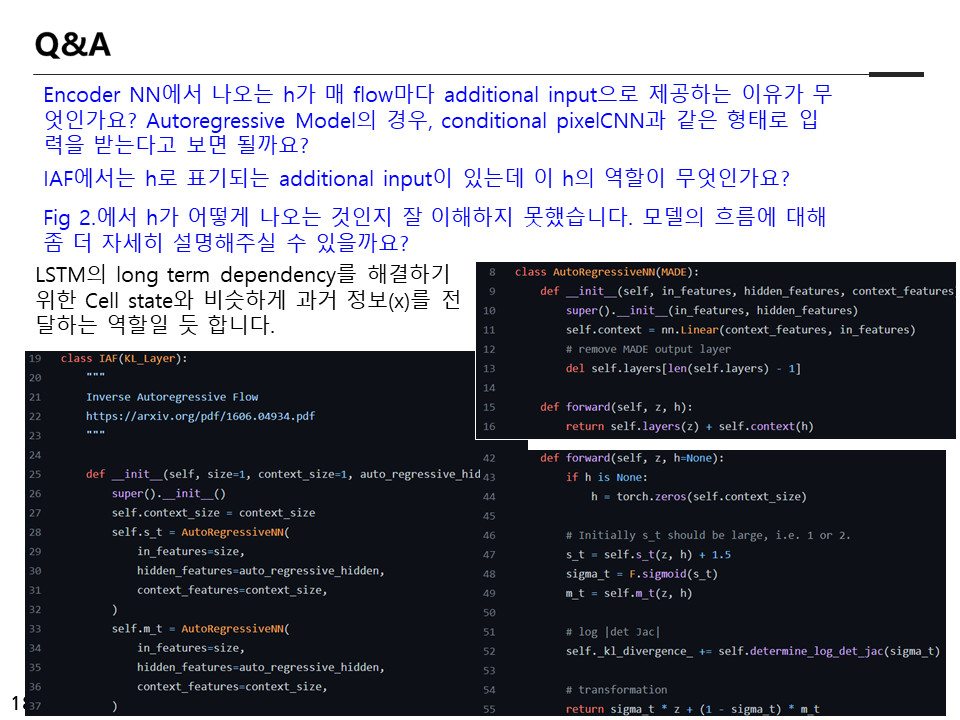 Q&A
Encoder NN에서 나오는 h가 매 flow마다 additional input으로 제공하는 이유가 무
엇인가요? Autoregressive Model의 경우, conditional pixelCNN과 같은 형태로 입
력을 받는다고 보면 될까요?
IAF에서는 h로 표기되는 additional input이 있는데 이 h의 역할이 무엇인가요?
Fig 2.에서 h가 어떻게 나오는 것인지 잘 이해하지 못했습니다. 모델의 흐름에 대해
좀 더 자세히 설명해주실 수 있을까요?
LSTM의 long term dependency를 해결하기
위한 Cell state와 비슷하게 과거 정보(x)를 전
달하는 역할일 듯 합니다.
8 class AutoRegressiveNN(MADE):
9 def __init__(self, in_features, hidden_features, context_features
10 super().__init__(in_features, hidden_features)
11 self.context = nn.Linear(context_features, in_features)
12 # remove MADE output layer
13 del self.layers[len(self.layers) - 1]
14
15 def forward(self, z, h):
16 return self.layers(z) + self.context(h)
19 class IAF(KL_Layer):
20 """
21 Inverse Autoregressive Flow
22 https://arxiv.org/pdf/1606.04934.pdf
23 """
24
25 def __init__(self, size=1, context_size=1, auto_regressive_hid
26 super().__init__()
27 self.context_size = context_size
28 self.s_t = AutoRegressiveNN(
29 in_features=size,
30 hidden_features=auto_regressive_hidden,
31 context_features=context_size,
32 )
33 self.m_t = AutoRegressiveNN(
34 in_features=size,
35 hidden_features=auto_regressive_hidden,
36 context_features=context_size,
37 )
42 def forward(self, z, h=None):
43 if h is None:
44 h = torch.zeros(self.context_size)
45
46 # Initially s_t should be large, i.e. 1 or 2.
47 s_t = self.s_t(z, h) + 1.5
48 sigma_t = F.sigmoid(s_t)
49 m_t = self.m_t(z, h)
50
51 # log |det Jac|
52 self._kl_divergence_ += self.determine_log_det_jac(sigma_t)
53
54 # transformation
55 return sigma_t * z + (1 - sigma_t) * m_t